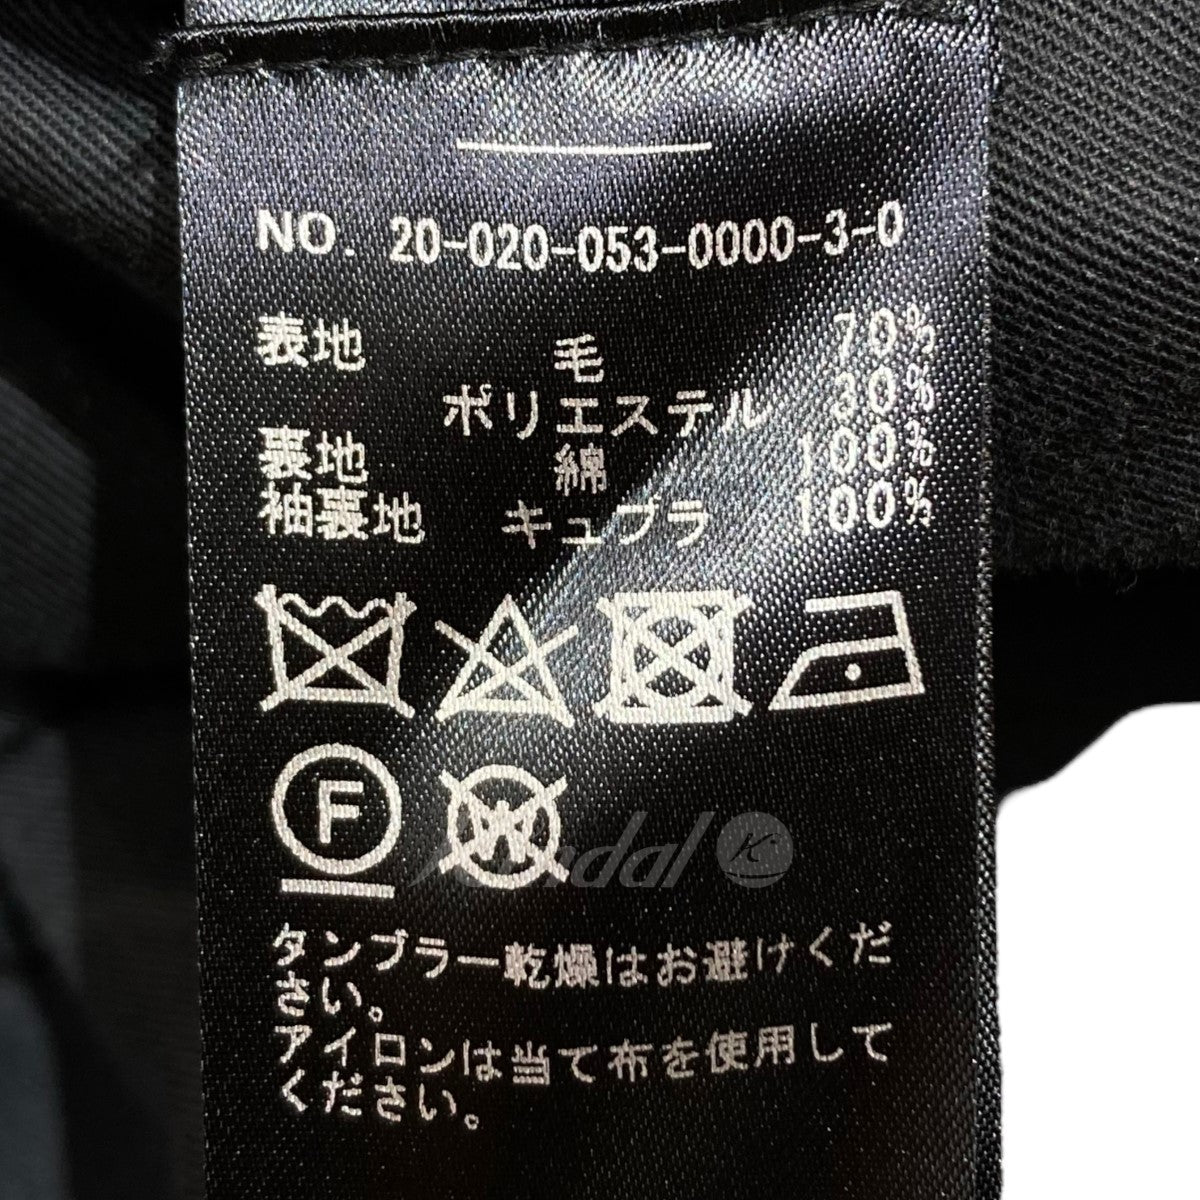 NO. 20-020-053-0000-3-0
表地 毛 70%
ポリエステル 30%
裏地 綿 100%
袖裏地 キュプラ 100%
F
W
Kindal K
タンブラー乾燥はお避けくだ
さい。
アイロンは当て布を使用して
ください。